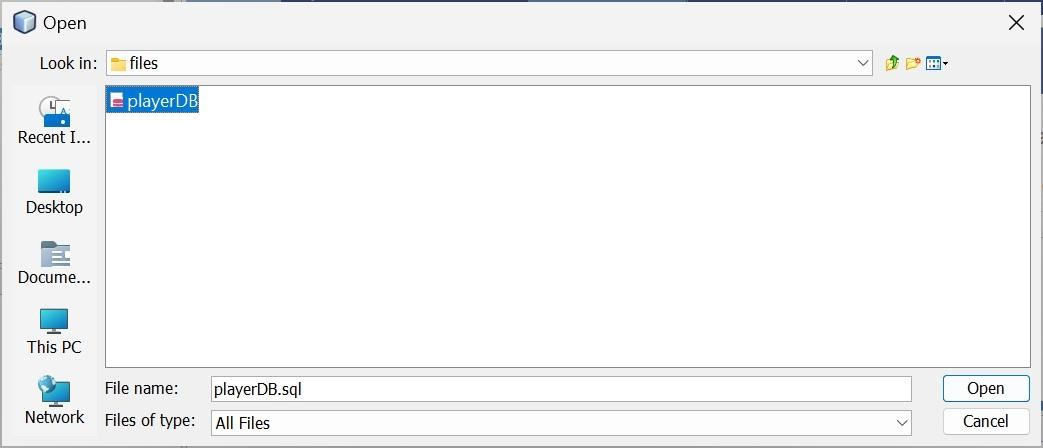 Open
Look in:
files
playerDB
Recent I...
Desktop
Docume...
This PC
Network
File name:
playerDB.sql
Open
Files of type:
All Files
Cancel